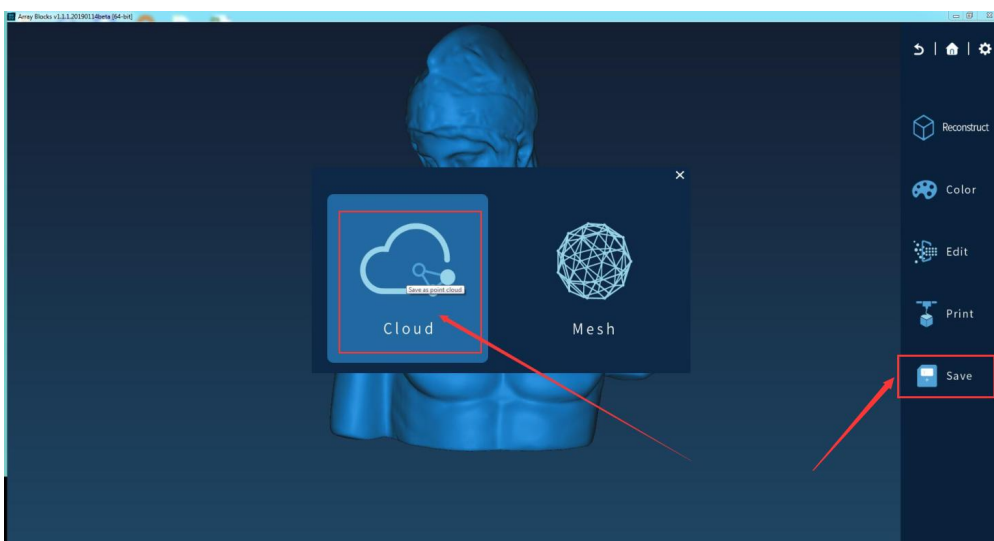 Array Blocks v1.1.1.20190114beta [64-bit]
Reconstruct
Color
Edit
Print
Save
Save as point cloud
Cloud
Mesh